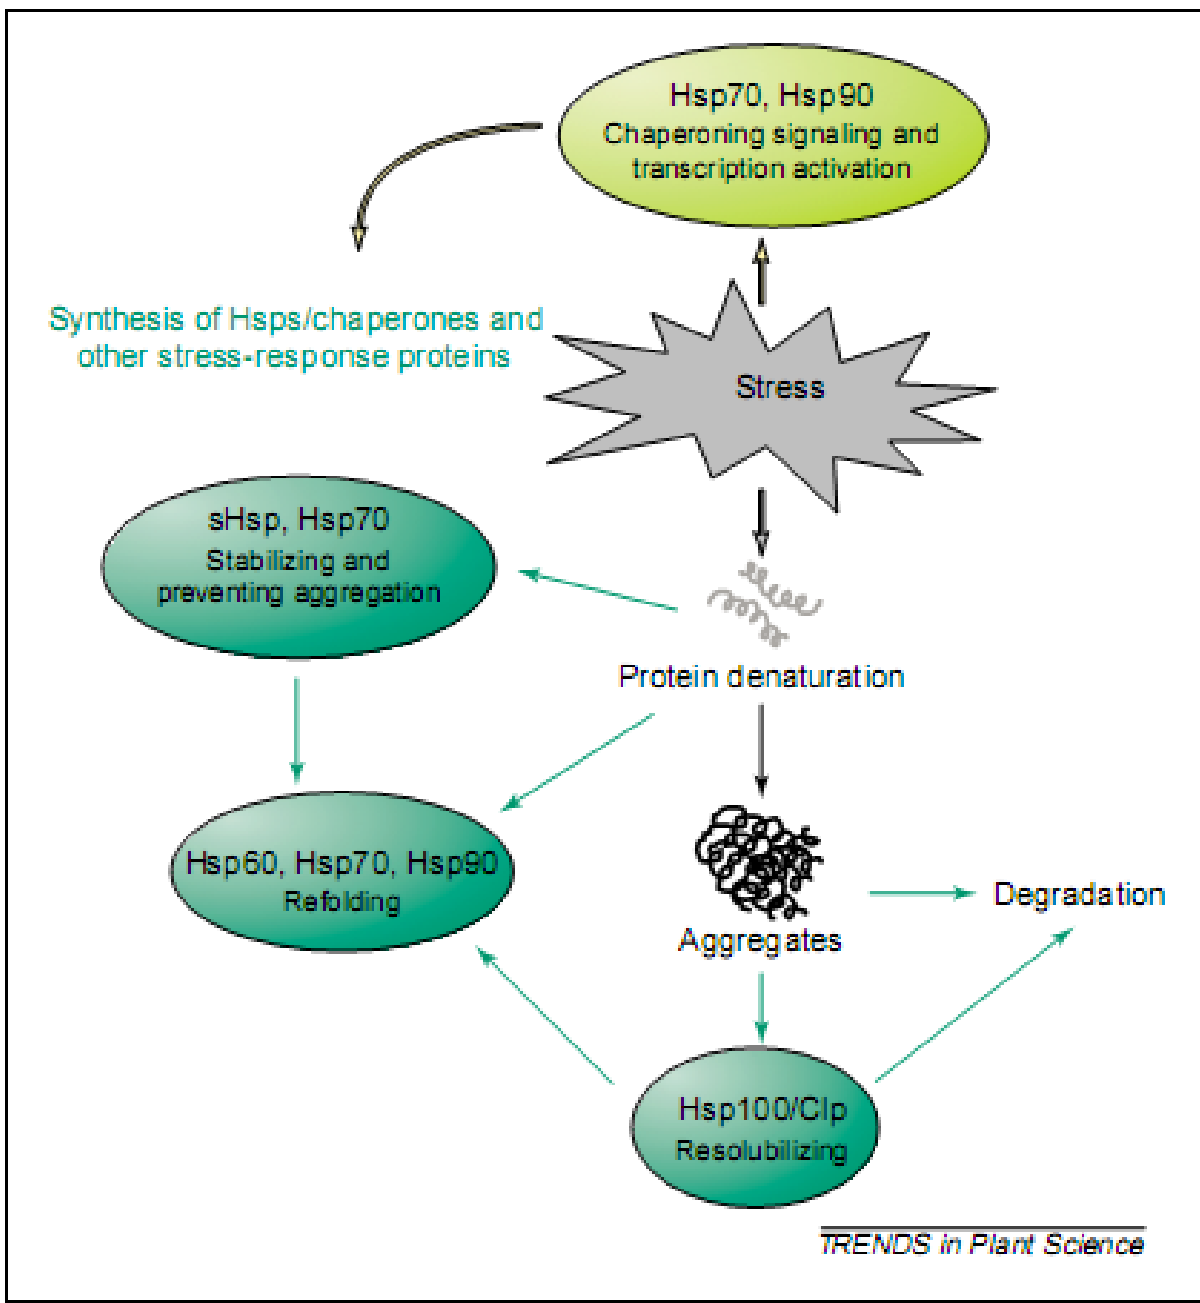 Hsp70, Hsp90
Chaperoning signaling and
transcription activation
Synthesis of Hsps/chaperones and
other stress-response proteins
Stress
sHsp, Hsp70
Stabilizing and
preventing aggregation
Protein denaturation
Hsp60, Hsp70, Hsp90
Refolding
Aggregates
Degradation
Hsp100/Clp
Resolubilizing
TRENDS in Plant Science